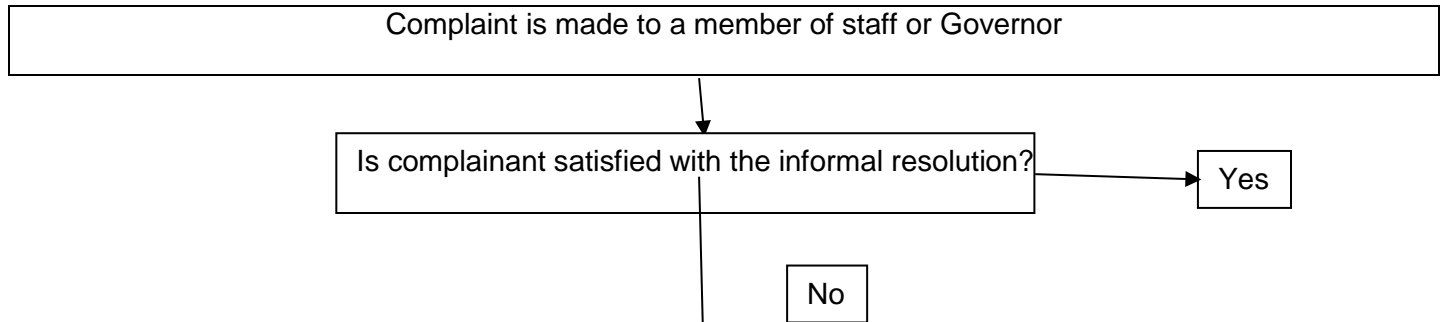 Complaint is made to a member of staff or Governor
Is complainant satisfied with the informal resolution?
Yes
No